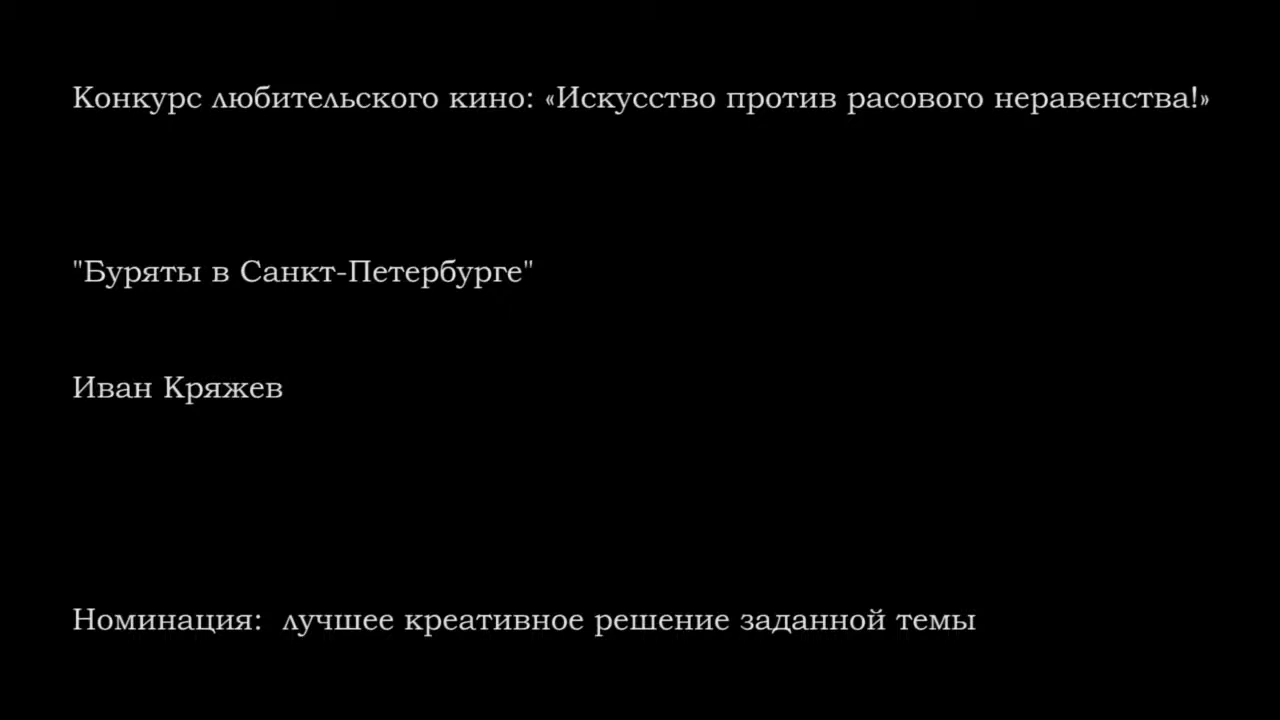 Конкурс любительского кино: «Искусство против расового неравенства!»
"Буряты в Санкт-Петербурге"
Иван Кряжев
Номинация: лучшее креативное решение заданной темы